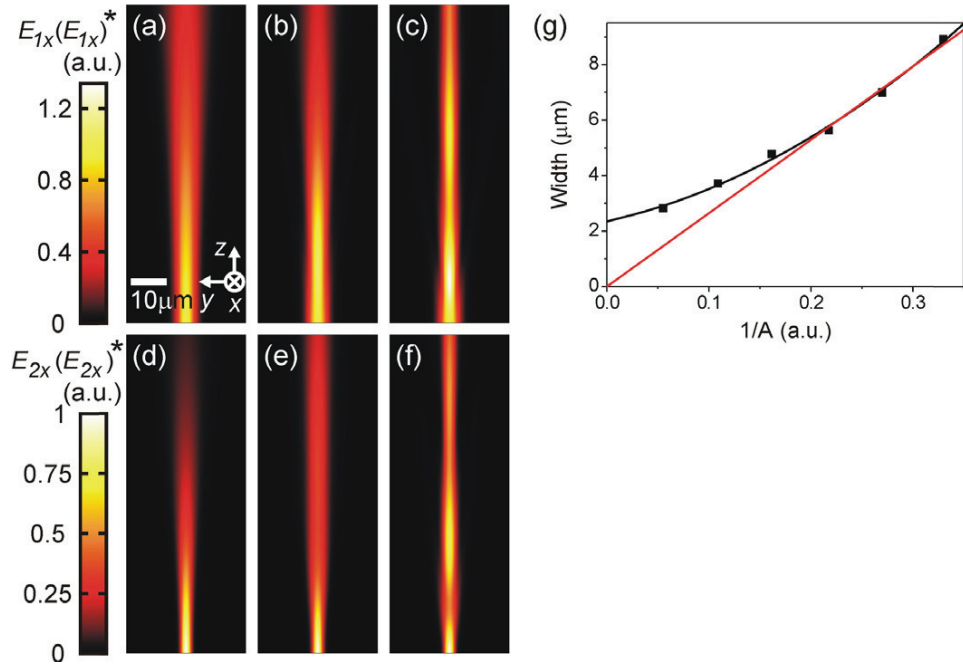 E1x(E1x)*
(a.u.)
1.2
0.8
0.4
0
(a)
(b)
(c)
z
y
x
10μm
E2x(E2x)*
(a.u.)
1
0.75
0.5
0.25
0
(d)
(e)
(f)
(g)
Width (μm)
8
6
4
2
0
0.0 0.1 0.2 0.3
1/A (a.u.)